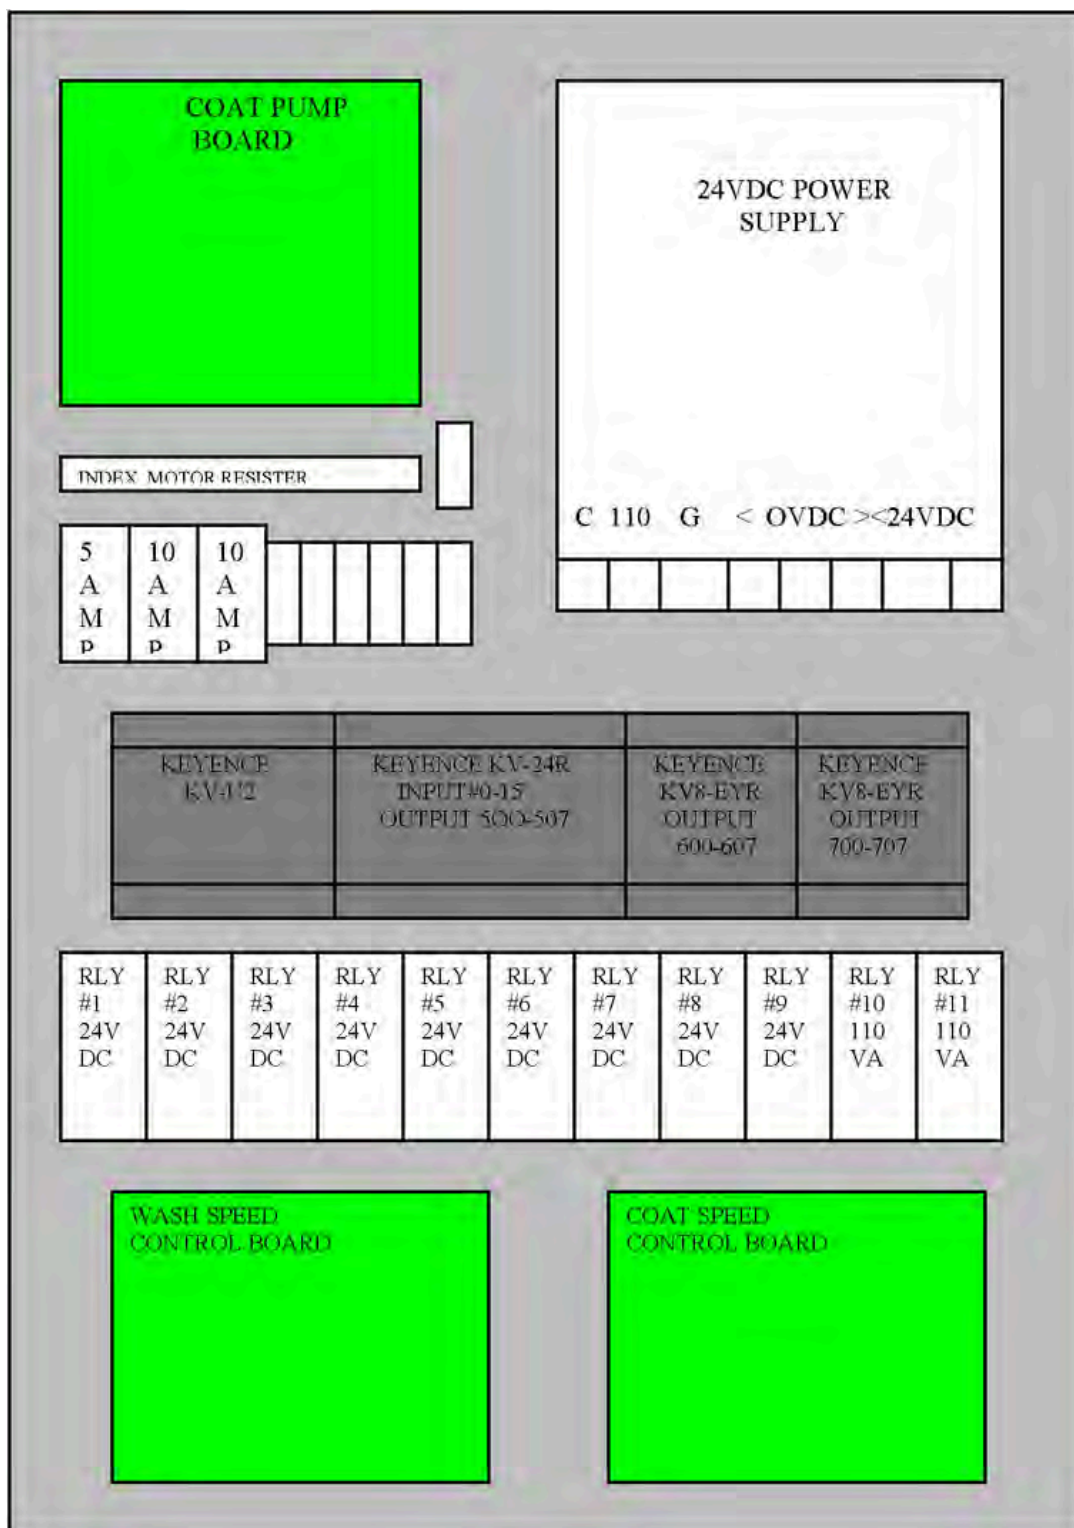 COAT PUMP
BOARD
24VDC POWER
SUPPLY
INDEX MOTOR RESISTER
C 110 G < OVDC ><24VDC
5
A
M
P
10
A
M
P
10
A
M
P
KEYENCE
KV-U2
KEYENCE KV-24R
INPUT#0-15
OUTPUT 5OO-507
KEYENCE
KV8-EYR
OUTPUT
600-607
KEYENCE
KV8-EYR
OUTPUT
700-707
RLY
#1
24V
DC
RLY
#2
24V
DC
RLY
#3
24V
DC
RLY
#4
24V
DC
RLY
#5
24V
DC
RLY
#6
24V
DC
RLY
#7
24V
DC
RLY
#8
24V
DC
RLY
#9
24V
DC
RLY
#10
110
VA
RLY
#11
110
VA
WASH SPEED
CONTROL BOARD
COAT SPEED
CONTROL BOARD